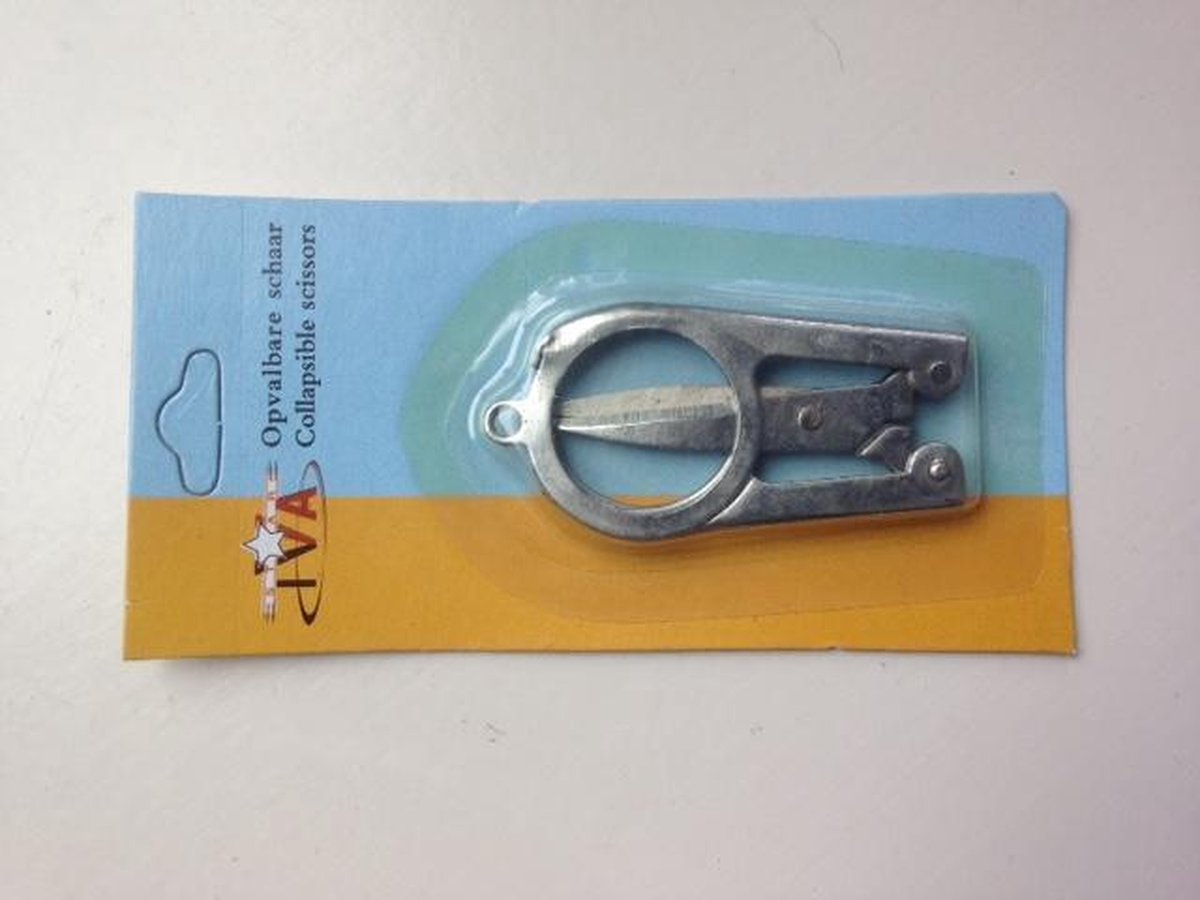 Opvalbare schaar
Collapsible scissors
IVA